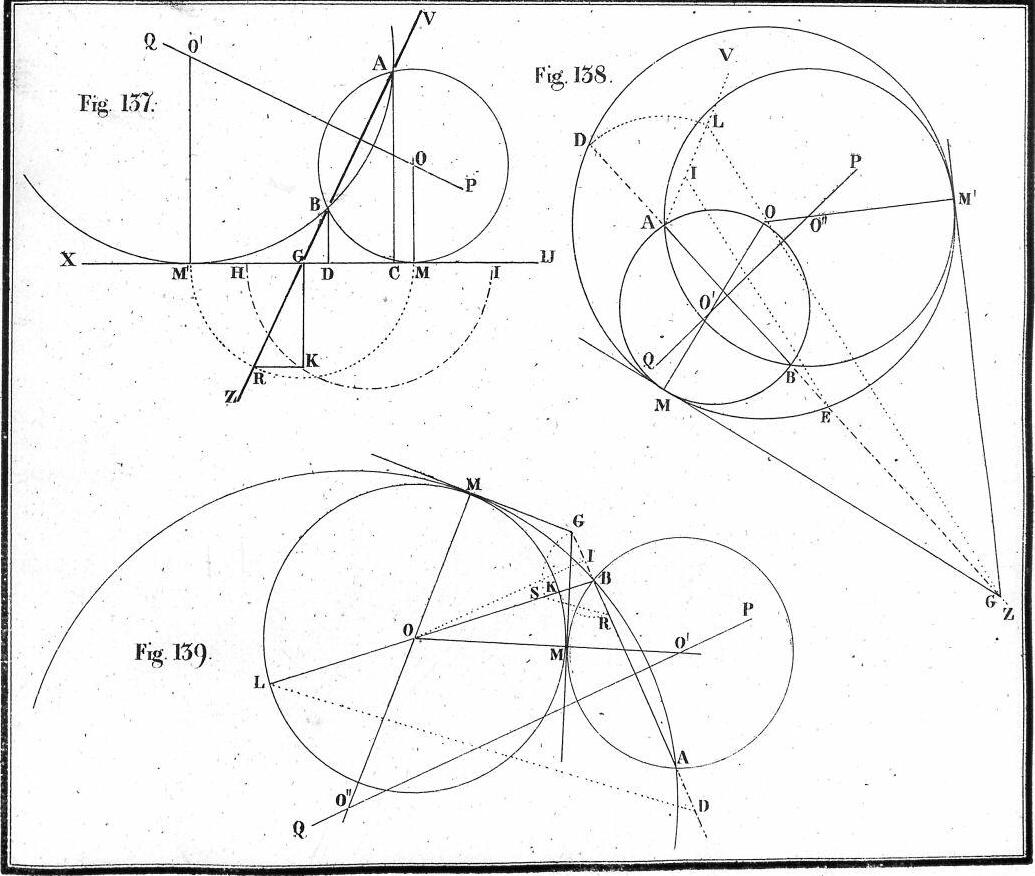 Fig. 137.
V
Q
O'
A
O
P
B
X
M'
H
G
D
C
M
I
U
R
K
Z
Fig. 138.
V
D
L
I
P
A
O
O"
M'
O'
Q
B
M
E
G
Z
Fig. 139.
M
G
I
B
S
K
R
P
O
M
O'
L
A
D
O"
Q